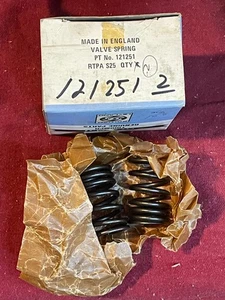 MADE IN ENGLAND
VALVE SPRING
PT No. 121251
RTPA S25 QTY
121251 2